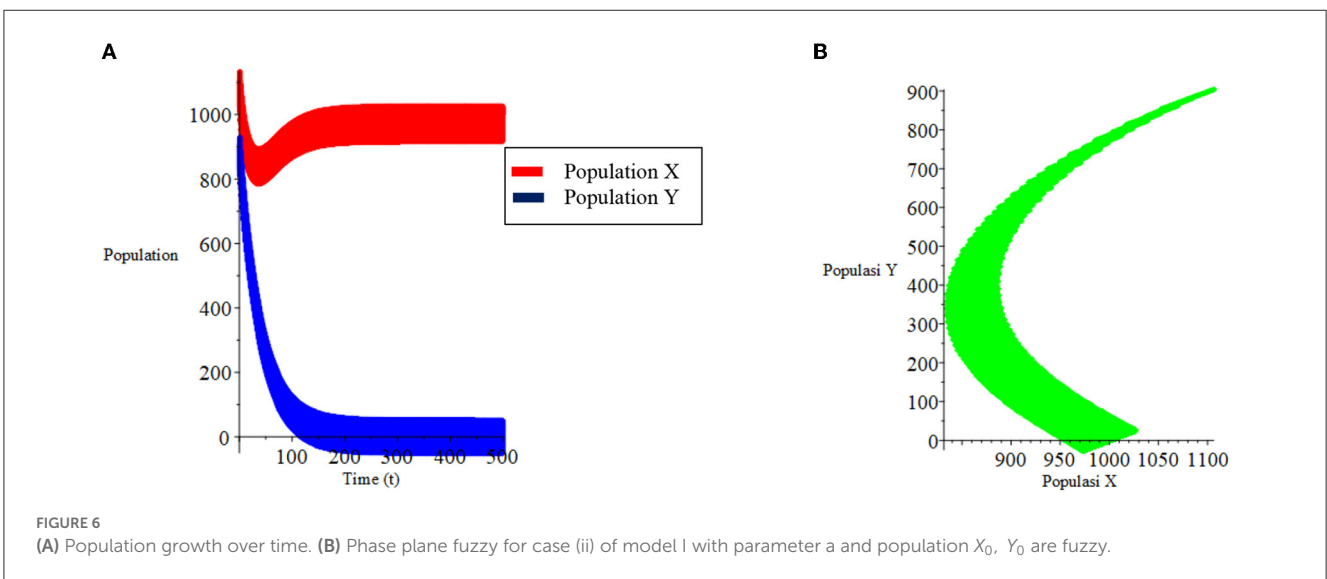 A
1000
800
600
400
200
0
Population
100 200 300 400 500
Time (t)
Population X
Population Y
B
900
800
700
600
500
400
300
200
100
0
Populasi Y
900 950 1000 1050 1100
Populasi X
FIGURE 6
(A) Population growth over time. (B) Phase plane fuzzy for case (ii) of model I with parameter a and population X₀, Y₀ are fuzzy.